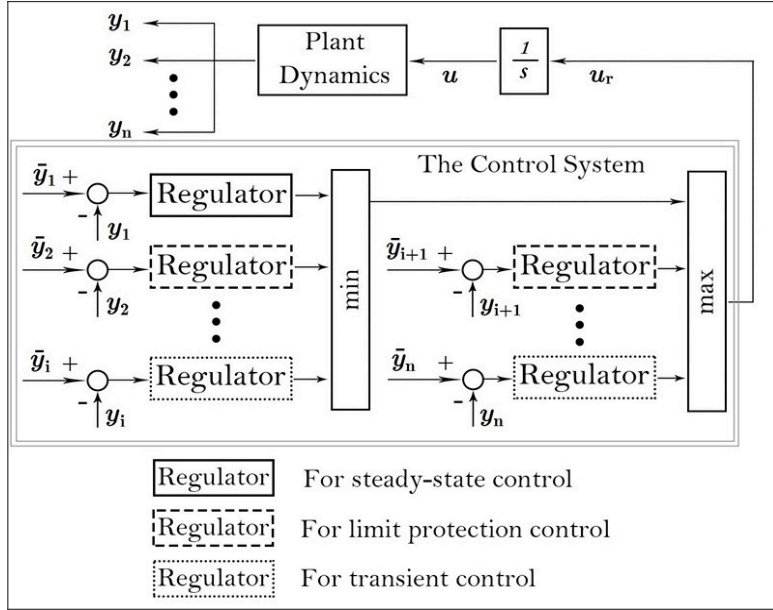 y₁
y₂
yₙ
Plant
Dynamics
u
1
s
uᵣ
The Control System
ȳ₁ +
-
y₁
Regulator
ȳ₂ +
-
y₂
Regulator
ȳᵢ +
-
yᵢ
Regulator
min
ȳᵢ₊₁ +
-
yᵢ₊₁
Regulator
ȳₙ +
-
yₙ
Regulator
max
Regulator For steady-state control
Regulator For limit protection control
Regulator For transient control